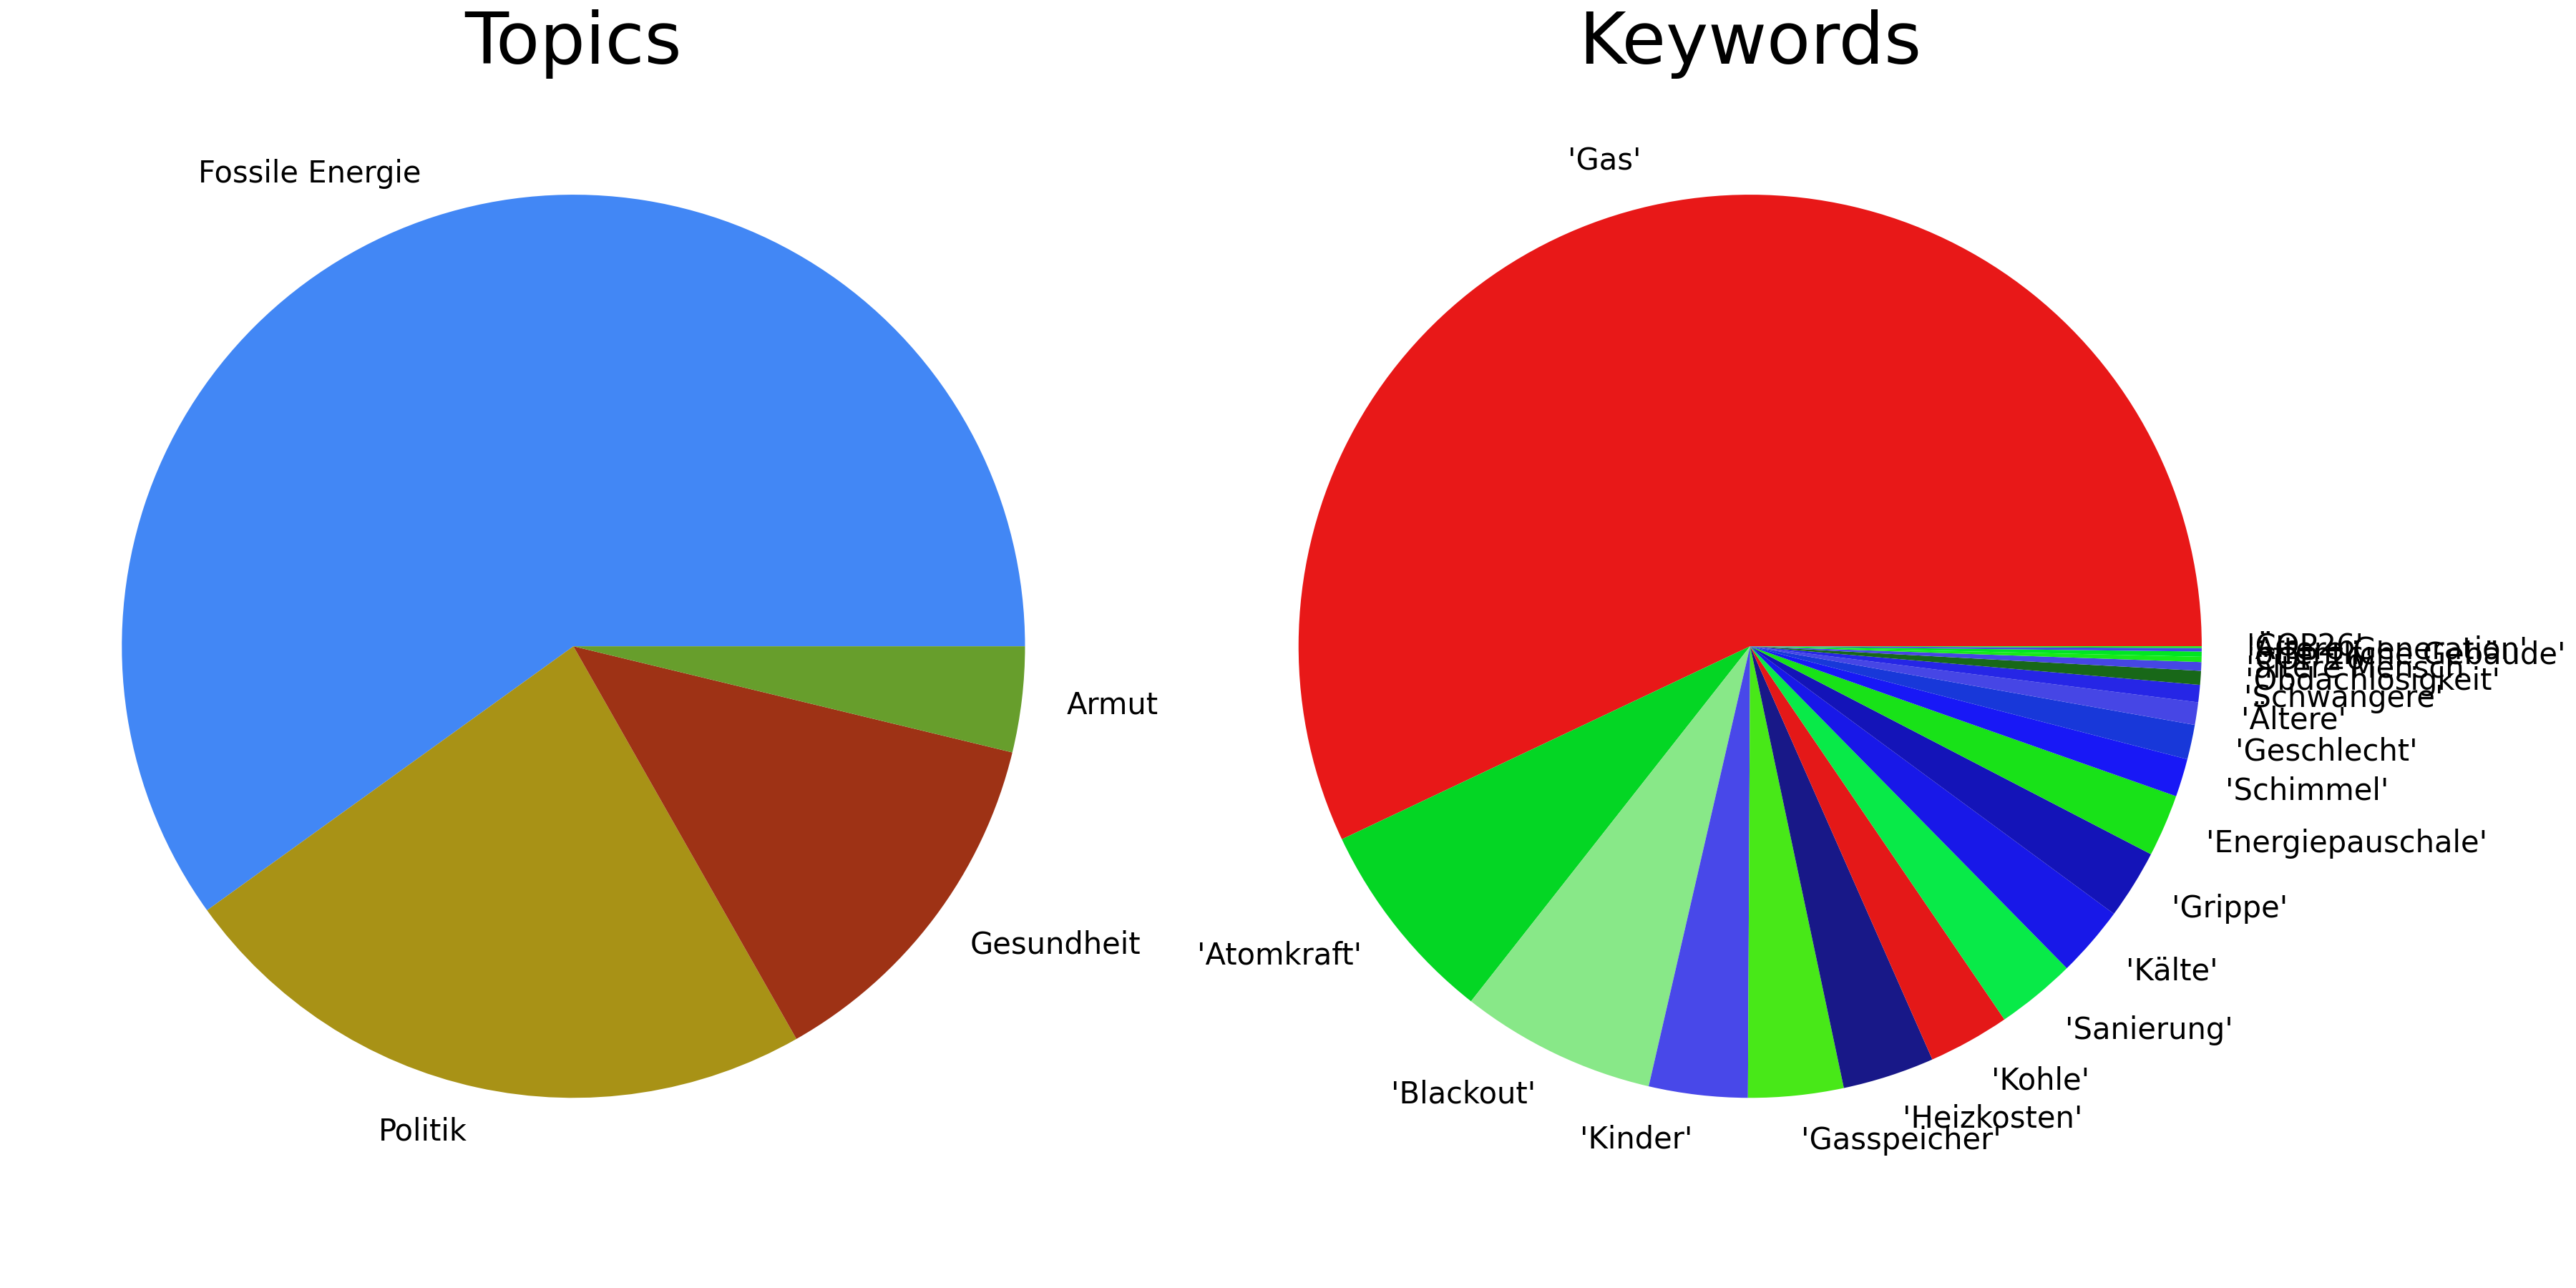 Topics
Keywords
Fossile Energie
Armut
Gesundheit
Politik
'Gas'
'Atomkraft'
'Blackout'
'Kinder'
'Gasspeicher'
'Heizkosten'
'Kohle'
'Sanierung'
'Kälte'
'Grippe'
'Energiepauschale'
'Schimmel'
'Geschlecht'
'Ältere'
'Schwangere'
'Obdachlosigkeit'
'COP26'